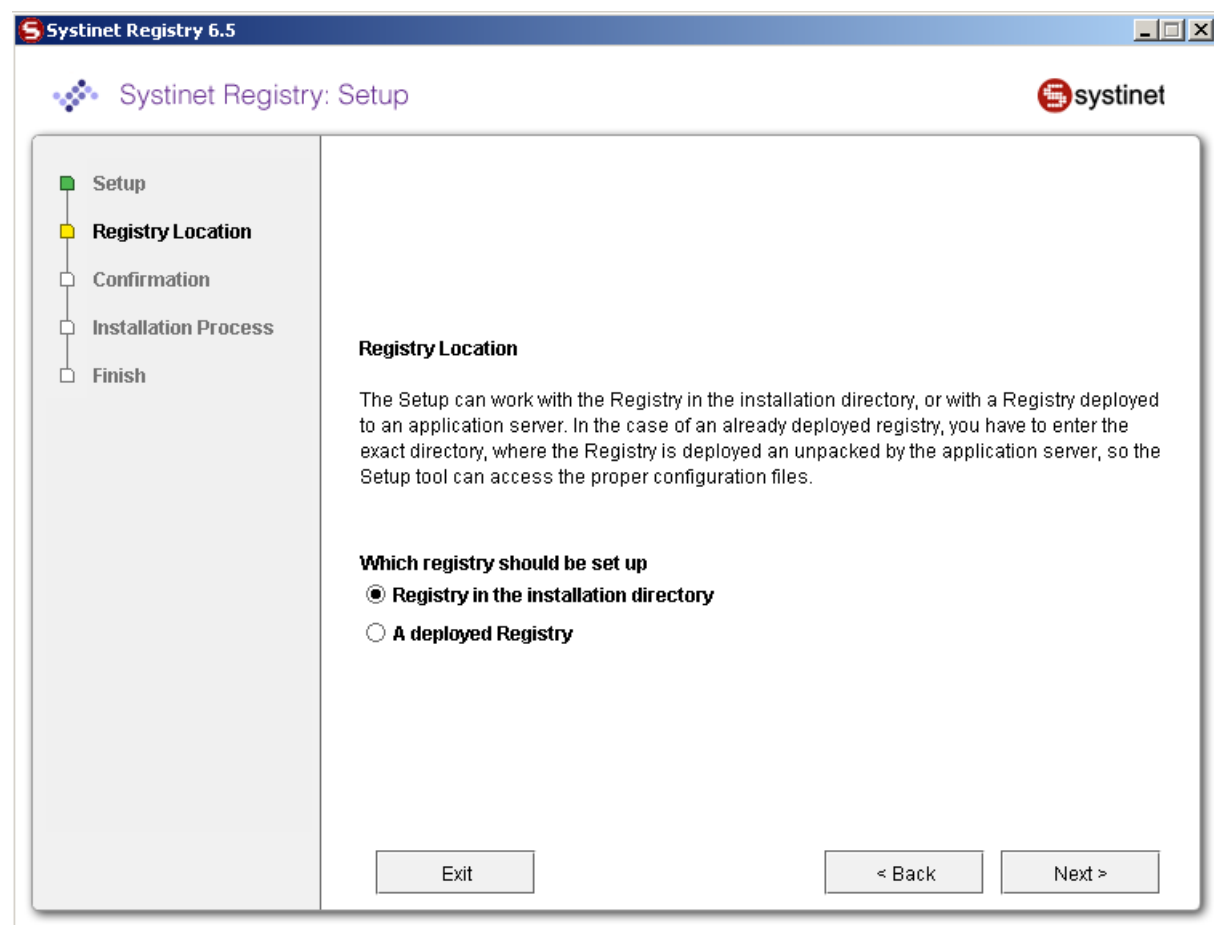 Systinet Registry 6.5
Systinet Registry: Setup
systinet
Setup
Registry Location
Confirmation
Installation Process
Finish
Registry Location
The Setup can work with the Registry in the installation directory, or with a Registry deployed
to an application server. In the case of an already deployed registry, you have to enter the
exact directory, where the Registry is deployed an unpacked by the application server, so the
Setup tool can access the proper configuration files.
Which registry should be set up
Registry in the installation directory
A deployed Registry
Exit
< Back
Next >